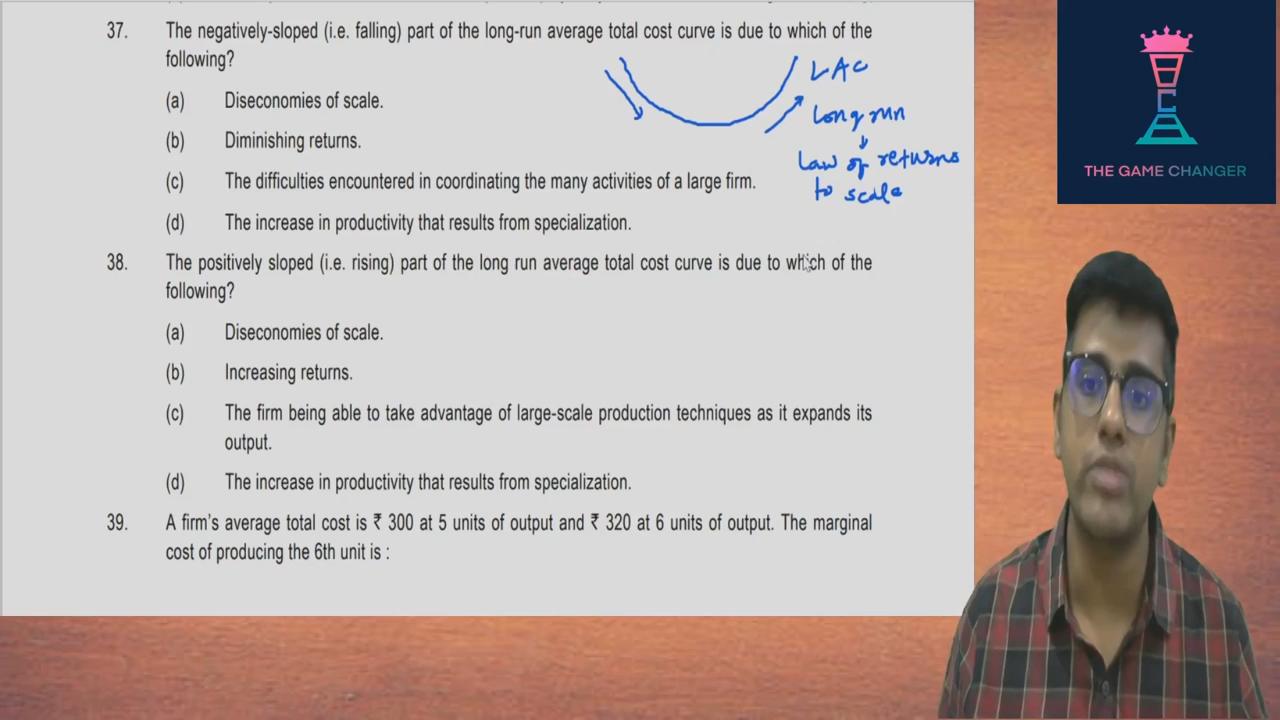 37. The negatively-sloped (i.e. falling) part of the long-run average total cost curve is due to which of the
following?
(a) Diseconomies of scale.
(b) Diminishing returns.
(c) The difficulties encountered in coordinating the many activities of a large firm.
(d) The increase in productivity that results from specialization.
LAC
Long run
Law of returns
to scale
THE GAME CHANGER
38. The positively sloped (i.e. rising) part of the long run average total cost curve is due to which of the
following?
(a) Diseconomies of scale.
(b) Increasing returns.
(c) The firm being able to take advantage of large-scale production techniques as it expands its
output.
(d) The increase in productivity that results from specialization.
39. A firm's average total cost is ₹ 300 at 5 units of output and ₹ 320 at 6 units of output. The marginal
cost of producing the 6th unit is :